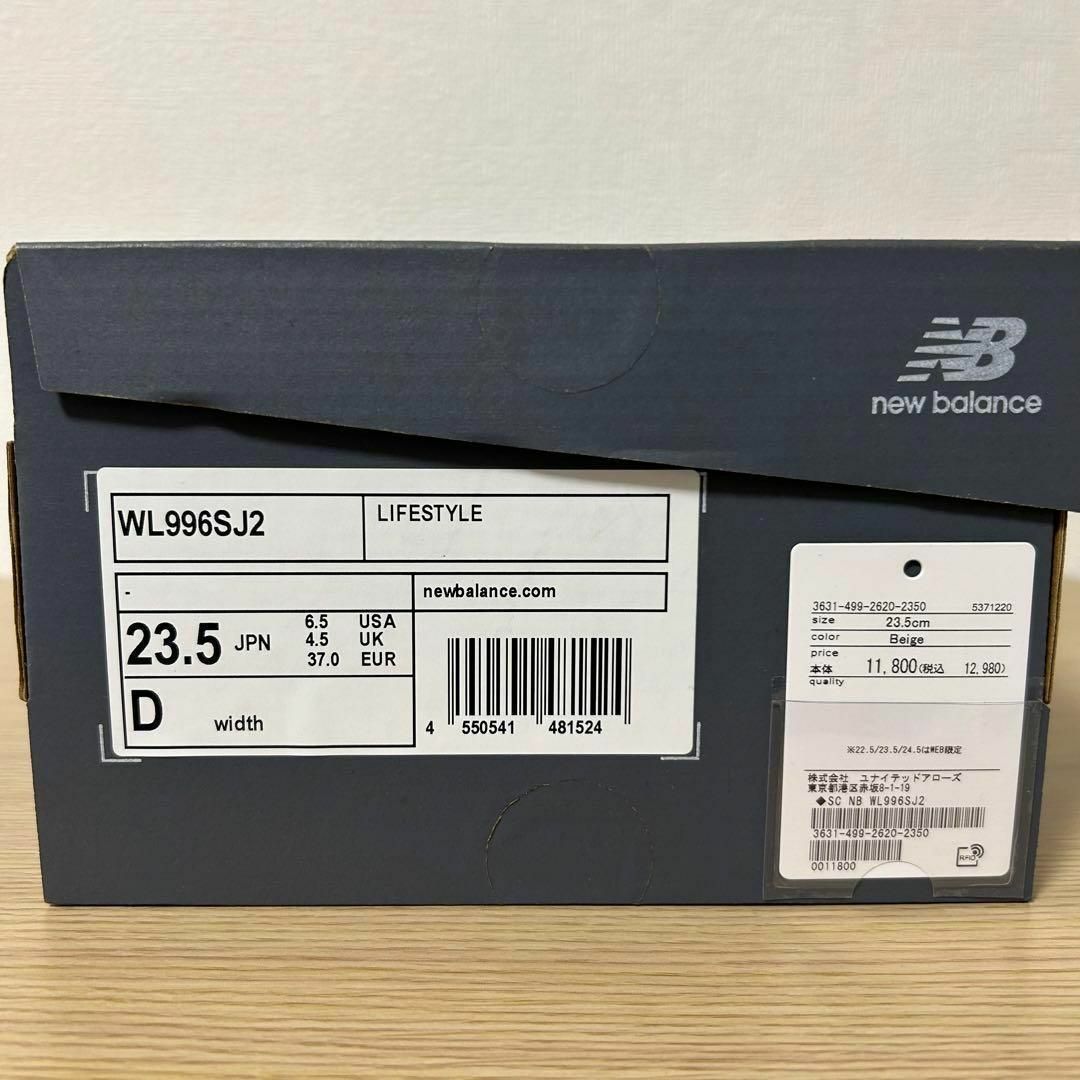 NB
new balance
WL996SJ2
LIFESTYLE
-
newbalance.com
23.5 JPN
6.5 USA
4.5 UK
37.0 EUR
D width
4 550541 481524
3631-499-2620-2350 5371220
size 23.5cm
color Beige
price
本体 11,800(税込 12,980)
quality
※22.5/23.5/24.5はWEB限定
株式会社 ユナイテッドアローズ
東京都港区赤坂8-1-19
◆SC NB WL996SJ2
3631-499-2620-2350
0011800
RFID